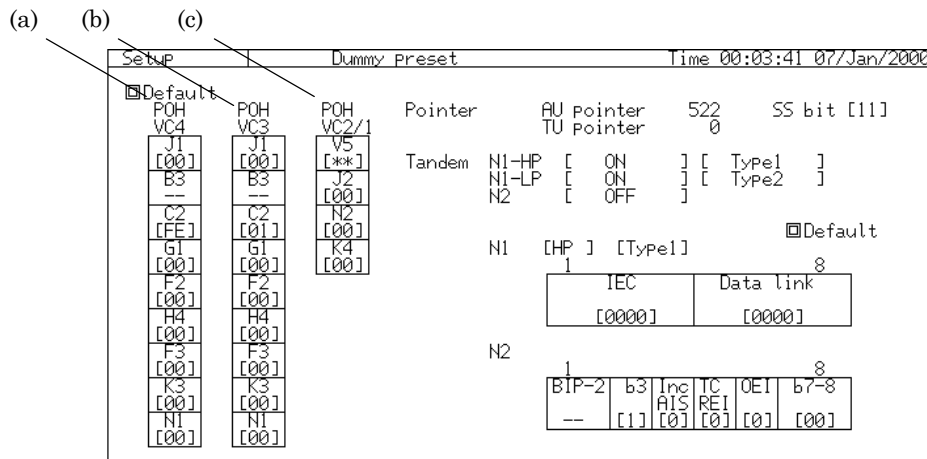 (a) (b) (c)
Setup Dummy preset Time 00:03:41 07/Jan/2000
Default
POH POH POH Pointer AU pointer 522 SS bit [11]
VC4 VC3 VC2/1 TU pointer 0
J1 J1 V5
[00] [00] [**] Tandem N1-HP [ ON ] [ Type1 ]
B3 B3 J2 N1-LP [ ON ] [ Type2 ]
-- -- [00] N2 [ OFF ]
C2 C2 N2
[FE] [01] [00] Default
G1 G1 K4 N1 [HP ] [Type1]
[00] [00] [00] 1 8
F2 F2 IEC Data link
[00] [00]
H4 H4 [0000] [0000]
[00] [00]
F3 F3 N2
[00] [00] 1 8
K3 K3 BIP-2 b3 Inc TC OEI b7-8
[00] [00] AIS REI
N1 N1 -- [1] [0] [0] [0] [00]
[00] [00]